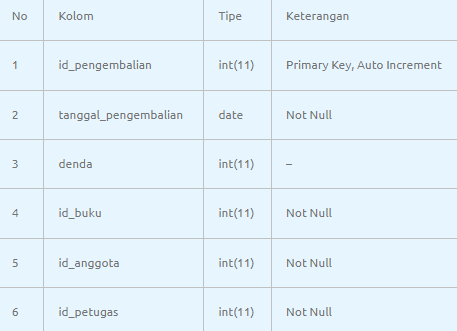 No Kolom Tipe Keterangan
1 id_pengembalian int(11) Primary Key, Auto Increment
2 tanggal_pengembalian date Not Null
3 denda int(11) –
4 id_buku int(11) Not Null
5 id_anggota int(11) Not Null
6 id_petugas int(11) Not Null